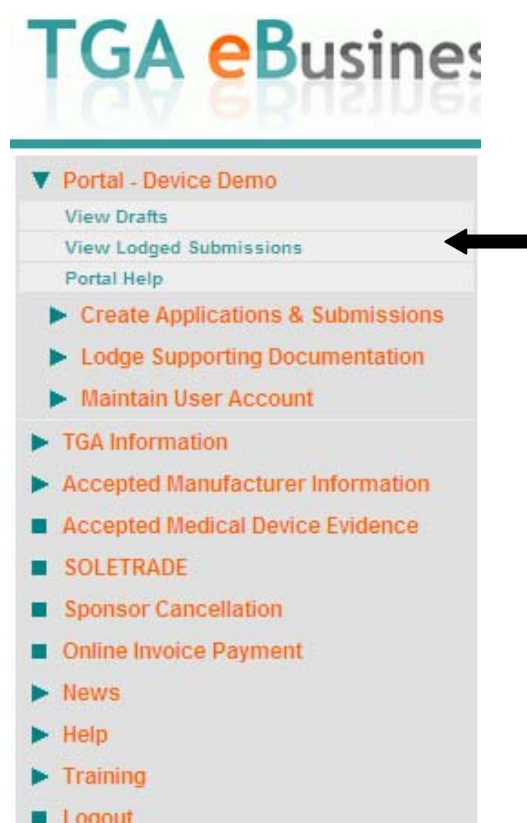 TGA eBusines
Portal - Device Demo
View Drafts
View Lodged Submissions
Portal Help
Create Applications & Submissions
Lodge Supporting Documentation
Maintain User Account
TGA Information
Accepted Manufacturer Information
Accepted Medical Device Evidence
SOLETRADE
Sponsor Cancellation
Online Invoice Payment
News
Help
Training
Logout